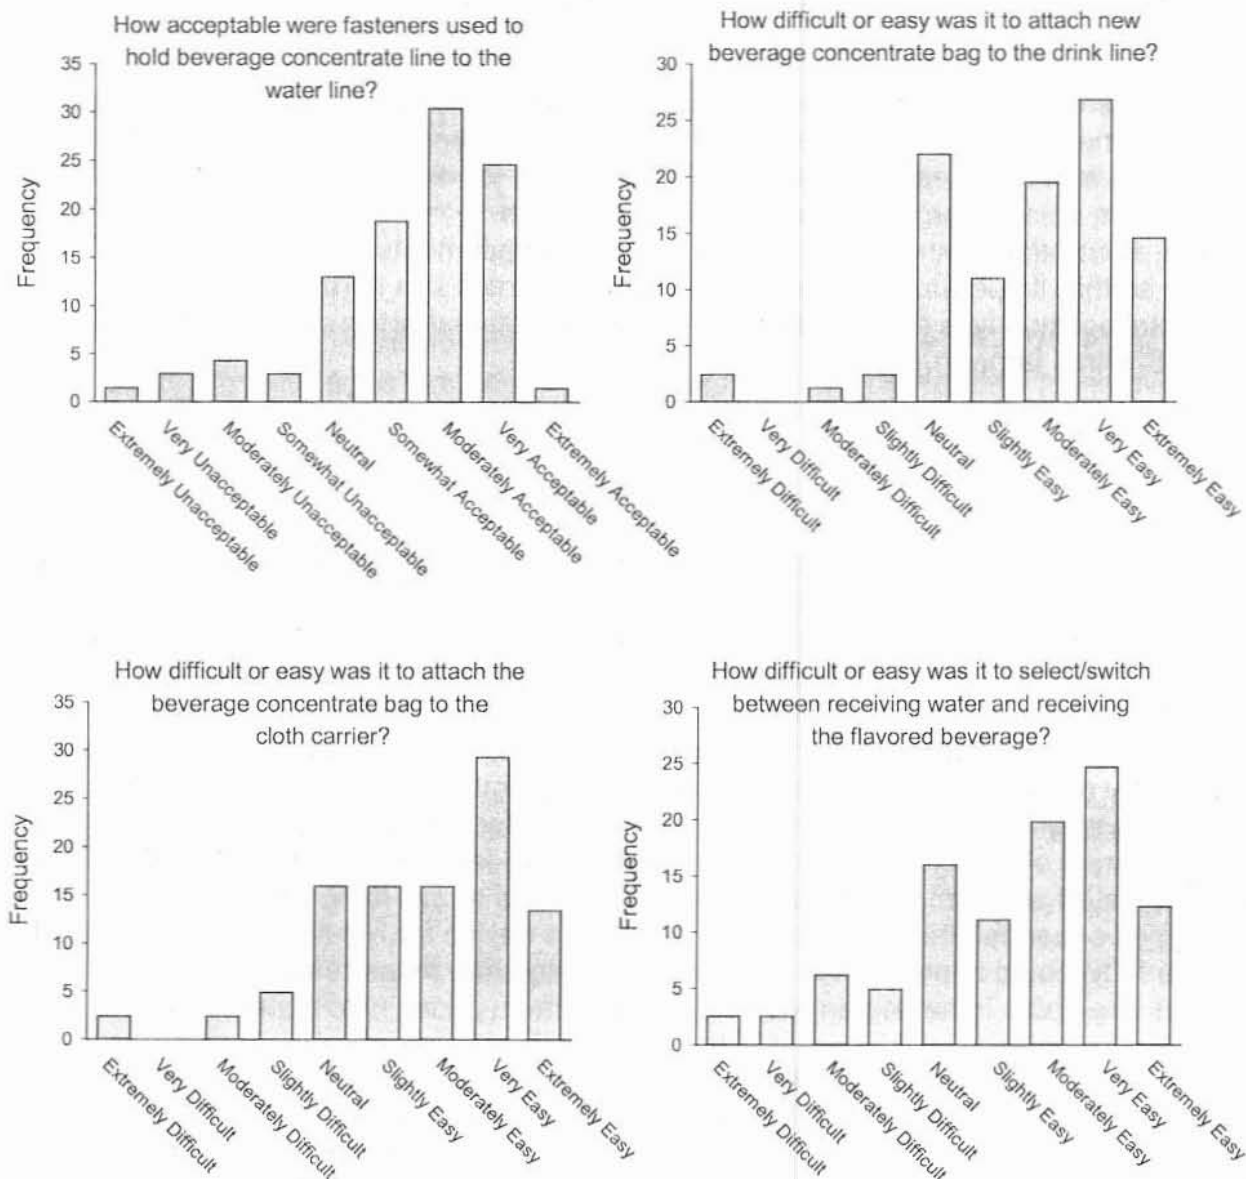 How acceptable were fasteners used to
hold beverage concentrate line to the
water line?
35
30
25
20
15
10
5
0
Frequency
Extremely Unacceptable
Very Unacceptable
Moderately Unacceptable
Somewhat Unacceptable
Neutral
Somewhat Acceptable
Moderately Acceptable
Very Acceptable
Extremely Acceptable
How difficult or easy was it to attach new
beverage concentrate bag to the drink line?
30
25
20
15
10
5
0
Frequency
Extremely Difficult
Very Difficult
Moderately Difficult
Slightly Difficult
Neutral
Slightly Easy
Moderately Easy
Very Easy
Extremely Easy
How difficult or easy was it to attach the
beverage concentrate bag to the
cloth carrier?
35
30
25
20
15
10
5
0
Frequency
Extremely Difficult
Very Difficult
Moderately Difficult
Slightly Difficult
Neutral
Slightly Easy
Moderately Easy
Very Easy
Extremely Easy
How difficult or easy was it to select/switch
between receiving water and receiving
the flavored beverage?
30
25
20
15
10
5
0
Frequency
Extremely Difficult
Very Difficult
Moderately Difficult
Slightly Difficult
Neutral
Slightly Easy
Moderately Easy
Very Easy
Extremely Easy